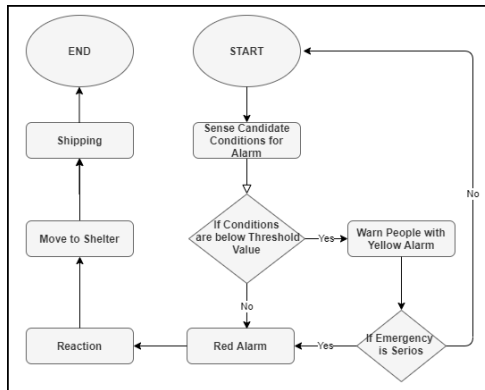 END
START
Shipping
Sense Candidate
Conditions for
Alarm
No
Move to Shelter
If Conditions
are below Threshold
Value
Yes
Warn People with
Yellow Alarm
No
Reaction
Red Alarm
Yes
If Emergency
is Serios